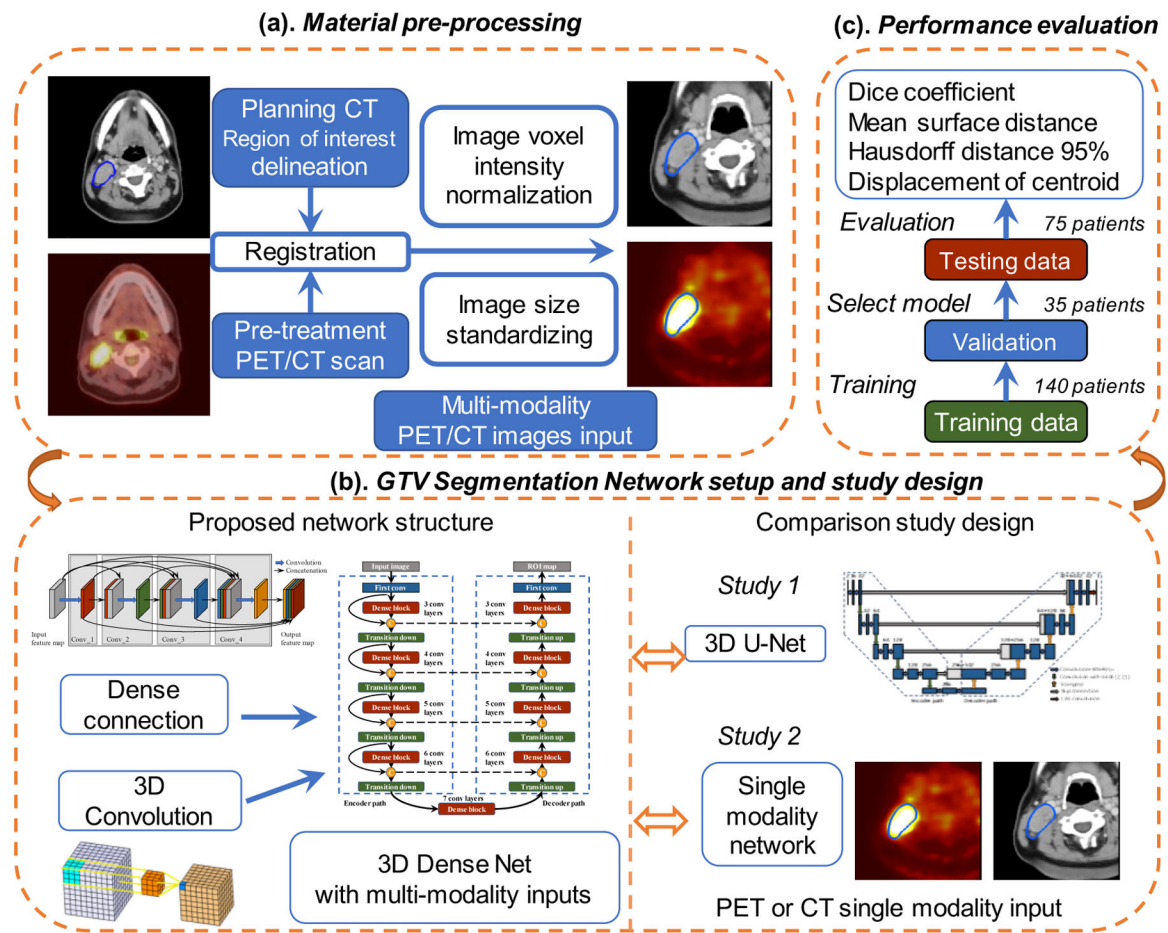 (a). Material pre-processing
Planning CT
Region of interest
delineation
Registration
Pre-treatment
PET/CT scan
Image voxel
intensity
normalization
Image size
standardizing
Multi-modality
PET/CT images input
(c). Performance evaluation
Dice coefficient
Mean surface distance
Hausdorff distance 95%
Displacement of centroid
Evaluation
75 patients
Testing data
Select model
35 patients
Validation
Training
140 patients
Training data
(b). GTV Segmentation Network setup and study design
Proposed network structure
Convolution
Concatenation
Input
feature map
Conv_1
Conv_2
Conv_3
Conv_4
Output
feature map
Dense
connection
3D
Convolution
Input image
First conv
Dense block
3 conv
layers
C
Transition down
Dense block
4 conv
layers
C
Transition down
Dense block
5 conv
layers
C
Transition down
Dense block
6 conv
layers
C
Transition down
Encoder path
7 conv layers
Dense block
ROI map
First conv
3 conv
layers
Dense block
C
Transition up
4 conv
layers
Dense block
C
Transition up
5 conv
layers
Dense block
C
Transition up
6 conv
layers
Dense block
C
Transition up
Decoder path
3D Dense Net
with multi-modality inputs
Comparison study design
Study 1
3D U-Net
Encoder path
Decoder path
Study 2
Single
modality
network
PET or CT single modality input